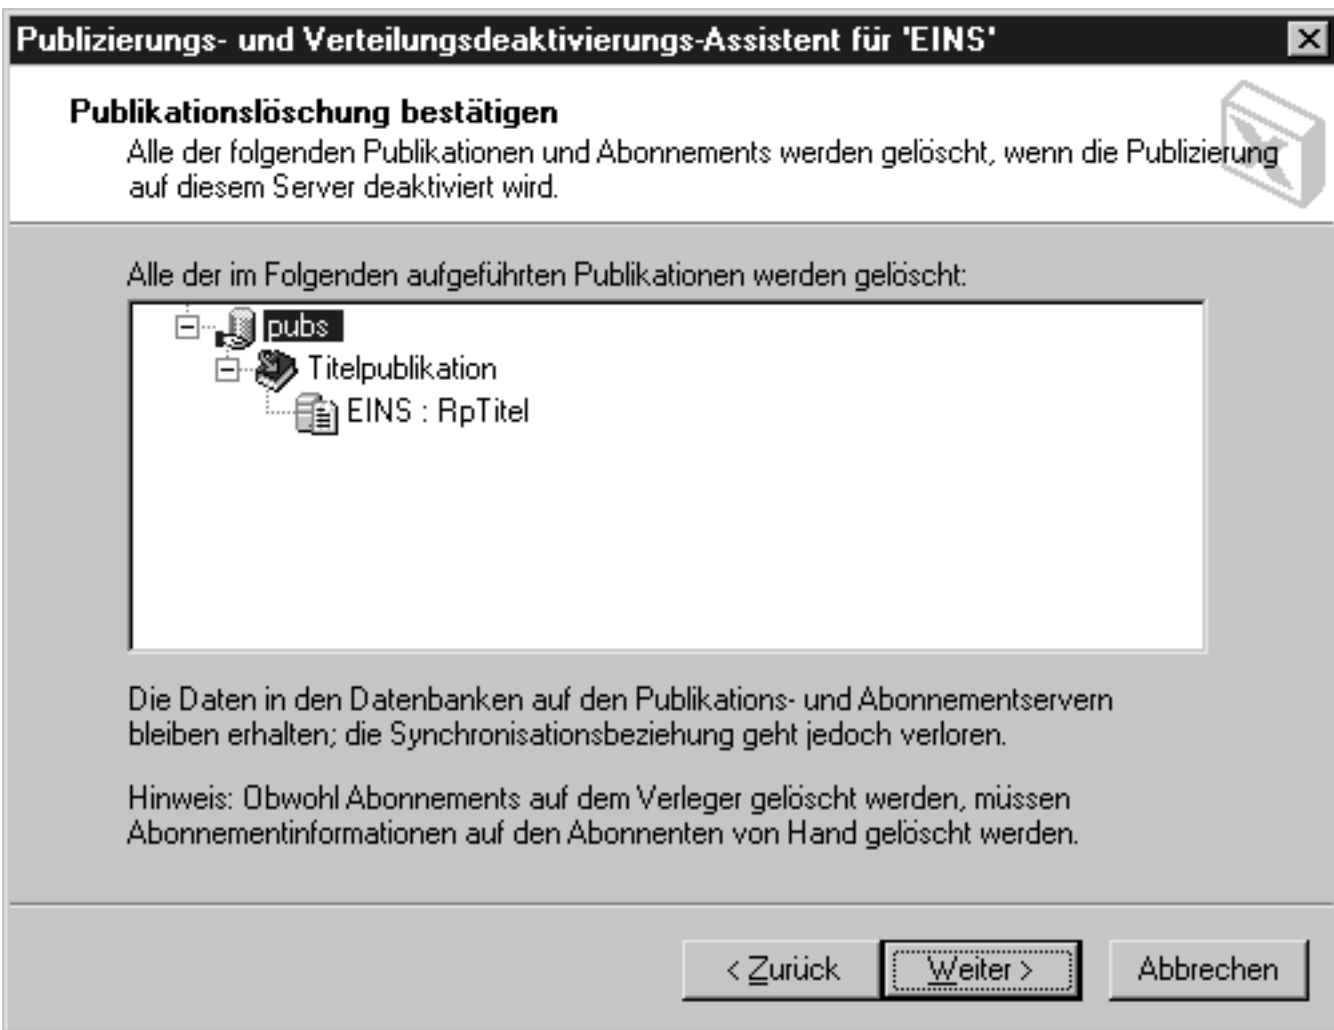 Publizierungs- und Verteilungsdeaktivierungs-Assistent für 'EINS'
Publikationslöschung bestätigen
Alle der folgenden Publikationen und Abonnements werden gelöscht, wenn die Publizierung
auf diesem Server deaktiviert wird.
Alle der im Folgenden aufgeführten Publikationen werden gelöscht:
pubs
Titelpublikation
EINS : RpTitel
Die Daten in den Datenbanken auf den Publikations- und Abonnementservern
bleiben erhalten; die Synchronisationsbeziehung geht jedoch verloren.
Hinweis: Obwohl Abonnements auf dem Verleger gelöscht werden, müssen
Abonnementinformationen auf den Abonnenten von Hand gelöscht werden.
< Zurück
Weiter >
Abbrechen